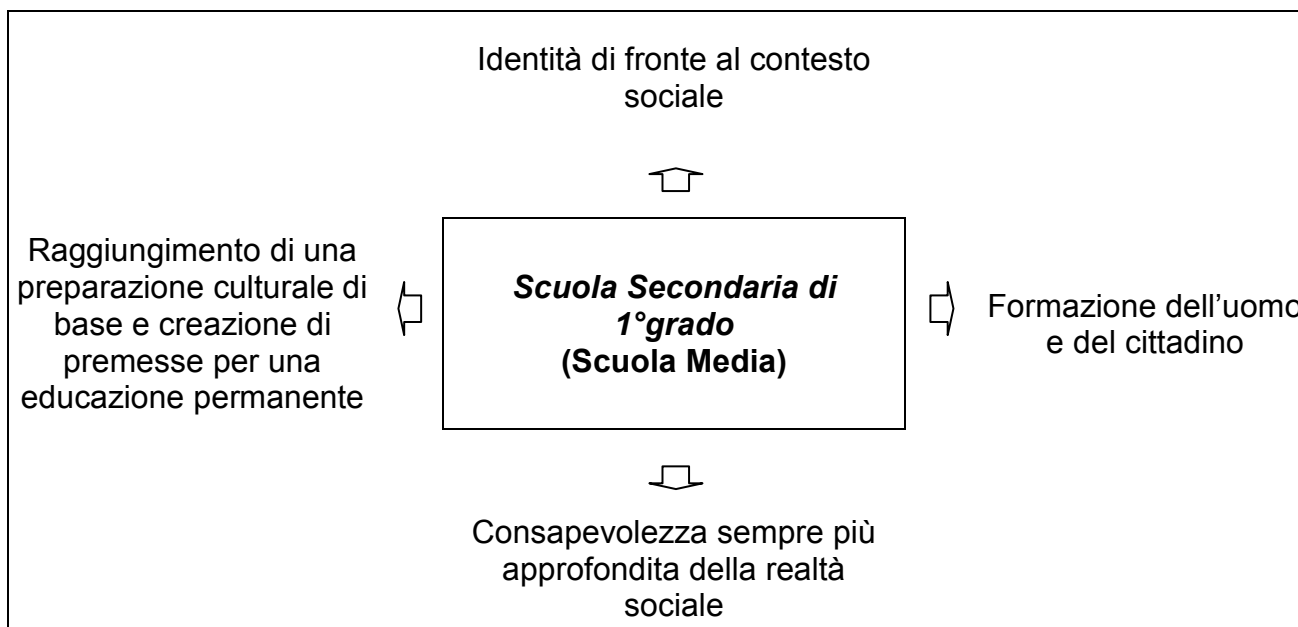 Identità di fronte al contesto
sociale
Raggiungimento di una
preparazione culturale di
base e creazione di
premesse per una
educazione permanente
Scuola Secondaria di
1°grado
(Scuola Media)
Formazione dell’uomo
e del cittadino
Consapevolezza sempre più
approfondita della realtà
sociale